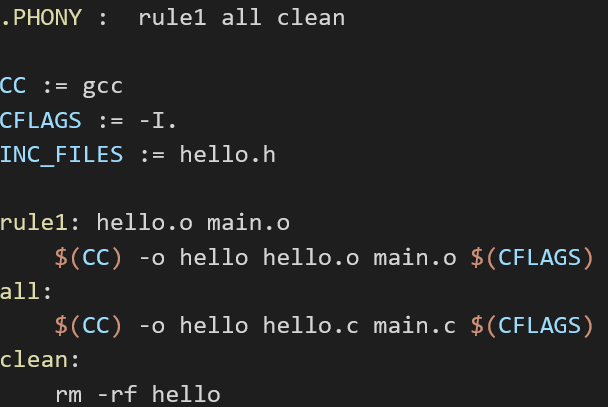 .PHONY :  rule1 all clean

CC := gcc
CFLAGS := -I.
INC_FILES := hello.h

rule1: hello.o main.o
    $(CC) -o hello hello.o main.o $(CFLAGS)
all:
    $(CC) -o hello hello.c main.c $(CFLAGS)
clean:
    rm -rf hello